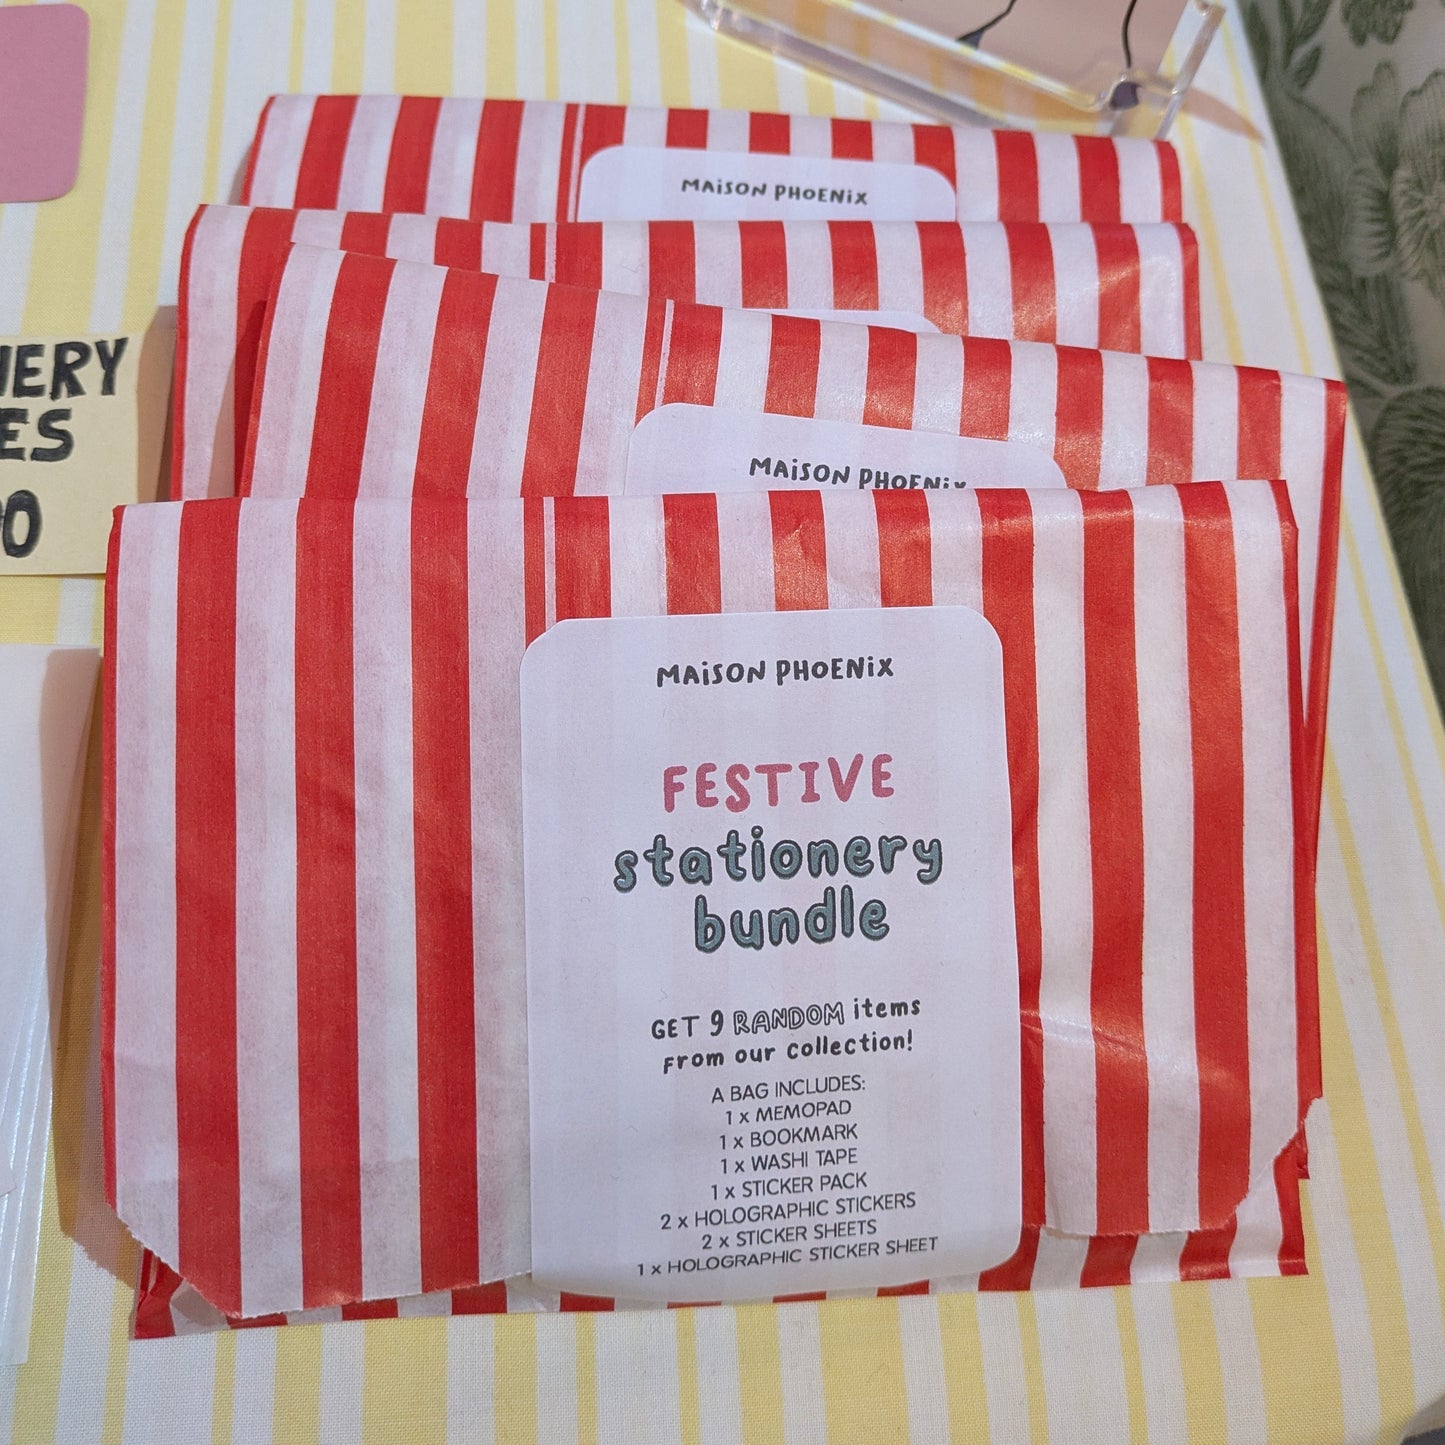 MAiSON PHOENiX
MAiSON PHOENiX
MAiSON PHOENiX
FESTIVE
stationery
bundle
GET 9 RANDOM items
From our collection!
A BAG INCLUDES:
1 x MEMOPAD
1 x BOOKMARK
1 x WASHI TAPE
1 x STICKER PACK
2 x HOLOGRAPHIC STICKERS
2 x STICKER SHEETS
1 x HOLOGRAPHIC STICKER SHEET